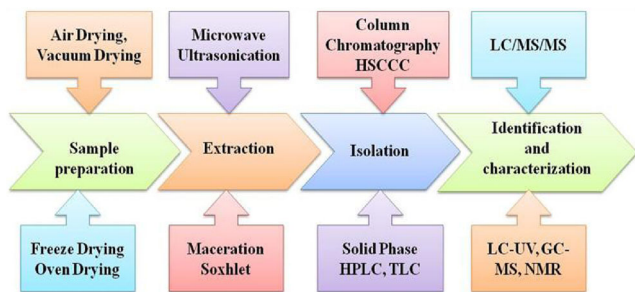 Air Drying,
Vacuum Drying
Microwave
Ultrasonication
Column
Chromatography
HSCCC
LC/MS/MS
Sample
preparation
Extraction
Isolation
Identification
and
characterization
Freeze Drying
Oven Drying
Maceration
Soxhlet
Solid Phase
HPLC, TLC
LC-UV, GC-
MS, NMR